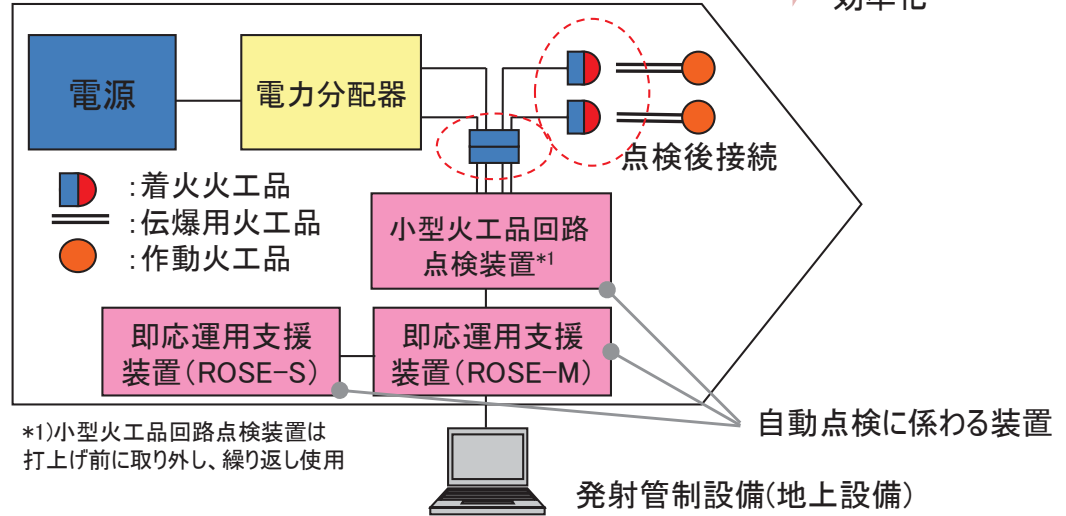 効率化
電源
電力分配器
点検後接続
:着火火工品
:伝爆用火工品
:作動火工品
小型火工品回路
点検装置*1
即応運用支援
装置(ROSE-S)
即応運用支援
装置(ROSE-M)
自動点検に係わる装置
*1)小型火工品回路点検装置は
打上げ前に取り外し、繰り返し使用
発射管制設備(地上設備)